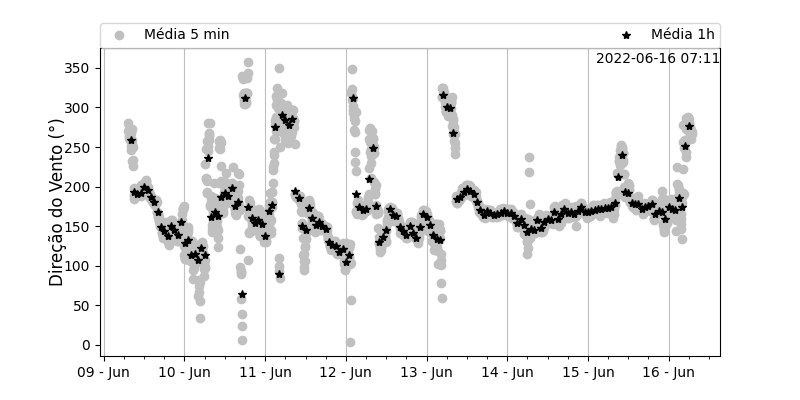 Média 5 min
Média 1h
2022-06-16 07:11
Direção do Vento (°)
350
300
250
200
150
100
50
0
09 - Jun
10 - Jun
11 - Jun
12 - Jun
13 - Jun
14 - Jun
15 - Jun
16 - Jun